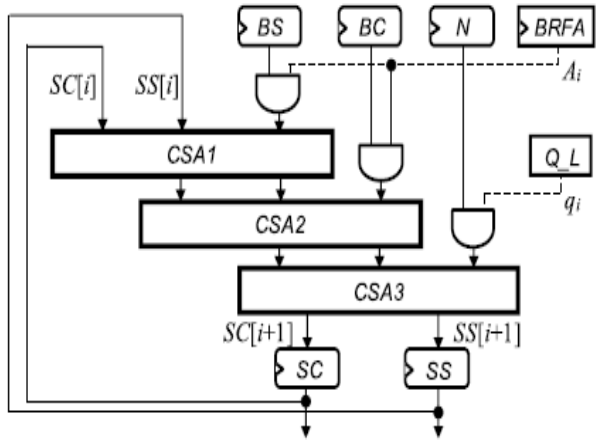 BS BC N BRFA
SC[i] SS[i] Ai
CSA1 Q_L
qi
CSA2
CSA3
SC[i+1] SS[i+1]
SC SS